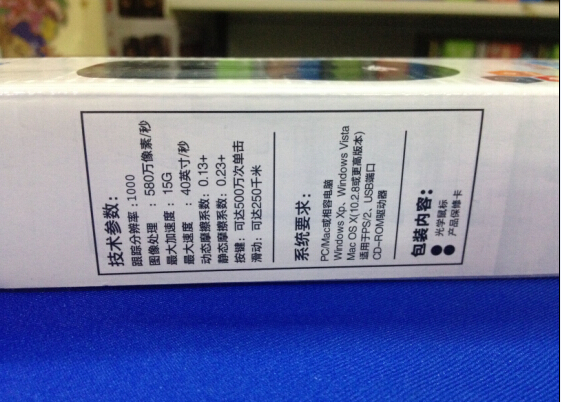 技术参数：
跟踪分辨率：1000
图像处理 ：580万像素/秒
最大加速度：15G
最大速度 ：40英寸/秒
动态摩擦系数：0.13+
静态摩擦系数：0.23+
按键：可达500万次单击
滑动：可达250千米
系统要求：
PC/Mac或相容电脑
Windows Xp、Windows Vista
Mac OS X(10.2.8或更高版本)
适用于PS/2、USB端口
CD-ROM驱动器
包装内容：
●光学鼠标
●产品保修卡